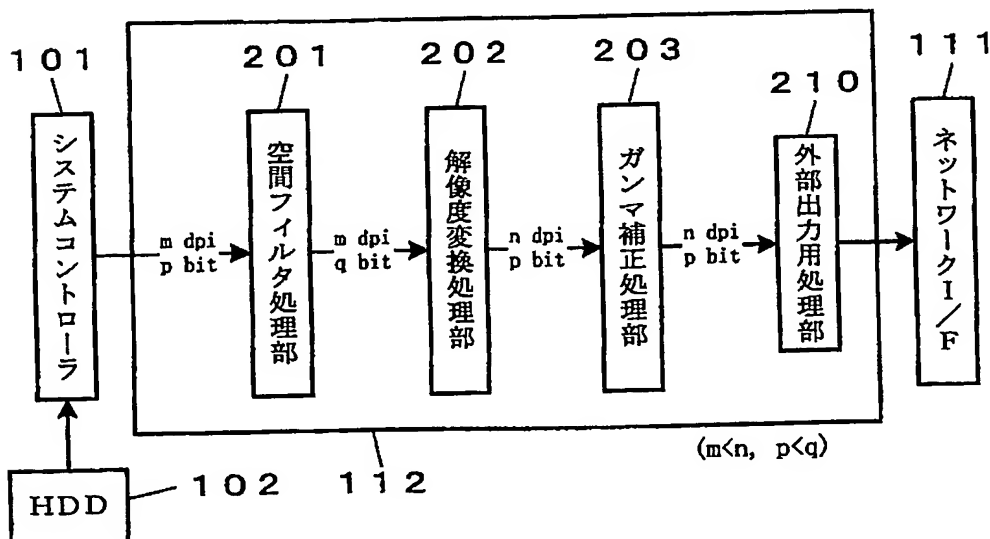 101
201
202
203
210
111
システムコントローラ
空間フィルタ処理部
解像度変換処理部
ガンマ補正処理部
外部出力用処理部
ネットワークI/F
m dpi
p bit
m dpi
q bit
n dpi
p bit
n dpi
p bit
(m<n, p<q)
HDD
102
112